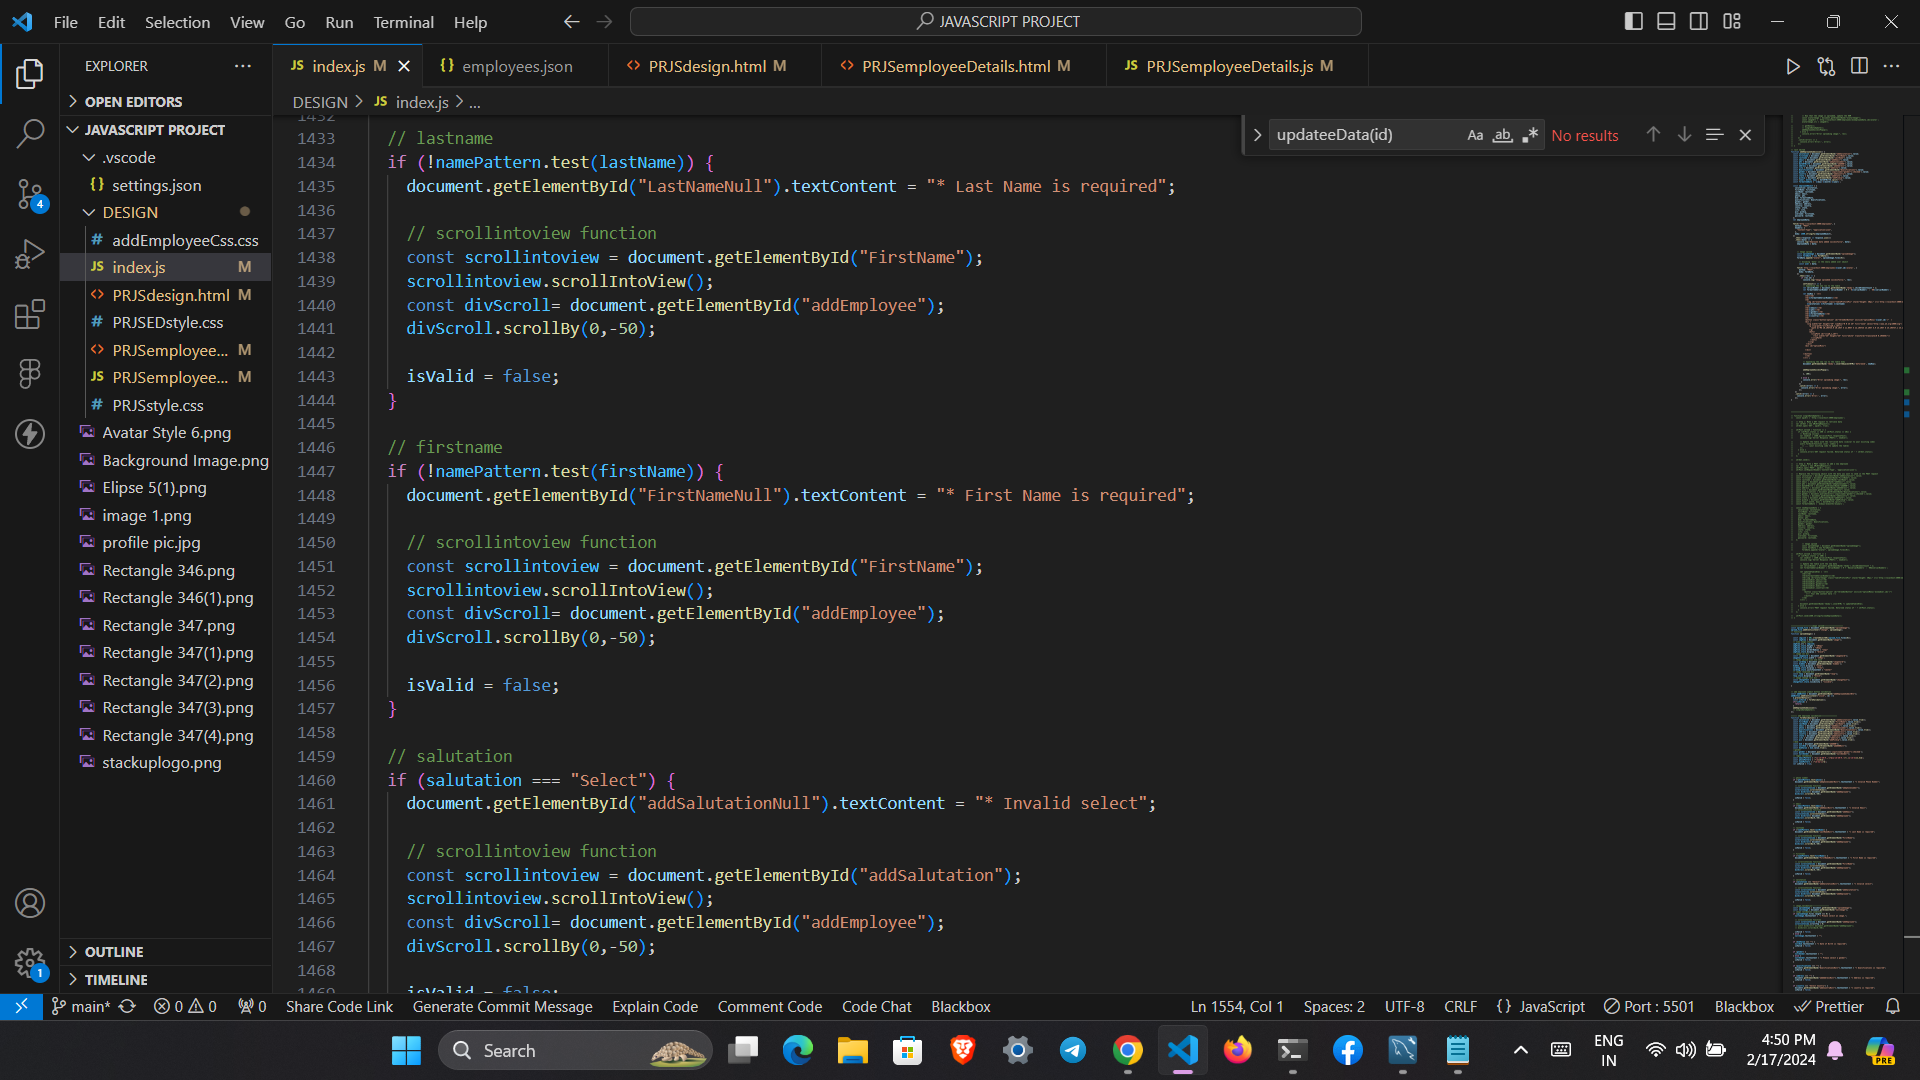 File Edit Selection View Go Run Terminal Help
JAVASCRIPT PROJECT
EXPLORER
OPEN EDITORS
JAVASCRIPT PROJECT
.vscode
settings.json
DESIGN
addEmployeeCss.css
index.js M
PRJSdesign.html M
PRJSEDstyle.css
PRJSemployee... M
PRJSemployee... M
PRJSstyle.css
Avatar Style 6.png
Background Image.png
Elipse 5(1).png
image 1.png
profile pic.jpg
Rectangle 346.png
Rectangle 346(1).png
Rectangle 347.png
Rectangle 347(1).png
Rectangle 347(2).png
Rectangle 347(3).png
Rectangle 347(4).png
stackuplogo.png
OUTLINE
TIMELINE
4
1
JS index.js M {} employees.json <> PRJSdesign.html M <> PRJSemployeeDetails.html M JS PRJSemployeeDetails.js M
DESIGN > JS index.js > ...
updateeData(id) Aa ab .* No results
1432
1433 // lastname
1434 if (!namePattern.test(lastName)) {
1435 document.getElementById("LastNameNull").textContent = "* Last Name is required";
1436
1437 // scrollintoview function
1438 const scrollintoview = document.getElementById("FirstName");
1439 scrollintoview.scrollIntoView();
1440 const divScroll= document.getElementById("addEmployee");
1441 divScroll.scrollBy(0,-50);
1442
1443 isValid = false;
1444 }
1445
1446 // firstname
1447 if (!namePattern.test(firstName)) {
1448 document.getElementById("FirstNameNull").textContent = "* First Name is required";
1449
1450 // scrollintoview function
1451 const scrollintoview = document.getElementById("FirstName");
1452 scrollintoview.scrollIntoView();
1453 const divScroll= document.getElementById("addEmployee");
1454 divScroll.scrollBy(0,-50);
1455
1456 isValid = false;
1457 }
1458
1459 // salutation
1460 if (salutation === "Select") {
1461 document.getElementById("addSalutationNull").textContent = "* Invalid select";
1462
1463 // scrollintoview function
1464 const scrollintoview = document.getElementById("addSalutation");
1465 scrollintoview.scrollIntoView();
1466 const divScroll= document.getElementById("addEmployee");
1467 divScroll.scrollBy(0,-50);
1468
1469 isValid = false;
main* 0 0 0 Share Code Link Generate Commit Message Explain Code Comment Code Code Chat Blackbox Ln 1554, Col 1 Spaces: 2 UTF-8 CRLF {} JavaScript Port : 5501 Blackbox Prettier
Search
ENG
IN
4:50 PM
2/17/2024
PRE